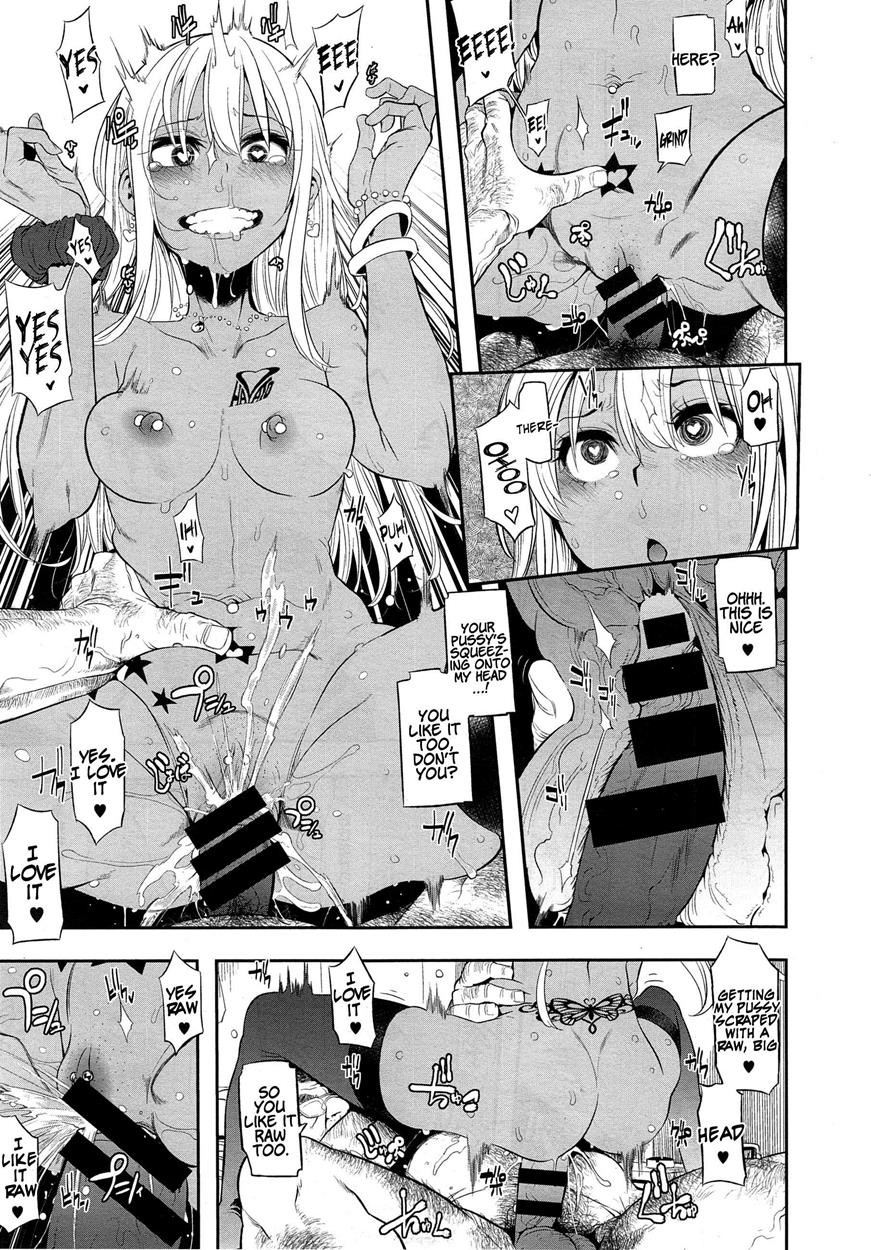 Ah
♥
HERE?
EEEE!
♥
EE!
♥
GRIND
OH
♥
THERE-
OHOO
♥
OHHH.
THIS IS
NICE
♥
YES
♥
EEE!
♥
YES
♥
YES
YES
♥
HAYATO
IHI
♥
PUH!
♥
YOUR
PUSSY'S
SQUEEZ-
ING ONTO
MY HEAD
...!
YOU
LIKE IT
TOO,
DON'T
YOU?
YES.
I LOVE
IT
♥
I
LOVE
IT
♥
GETTING
MY PUSSY
SCRAPED
WITH A
RAW, BIG
♥
HEAD
♥
I
LOVE
IT
♥
SO
YOU LIKE
IT RAW
TOO.
YES
RAW
♥
I
LIKE
IT
RAW
♥